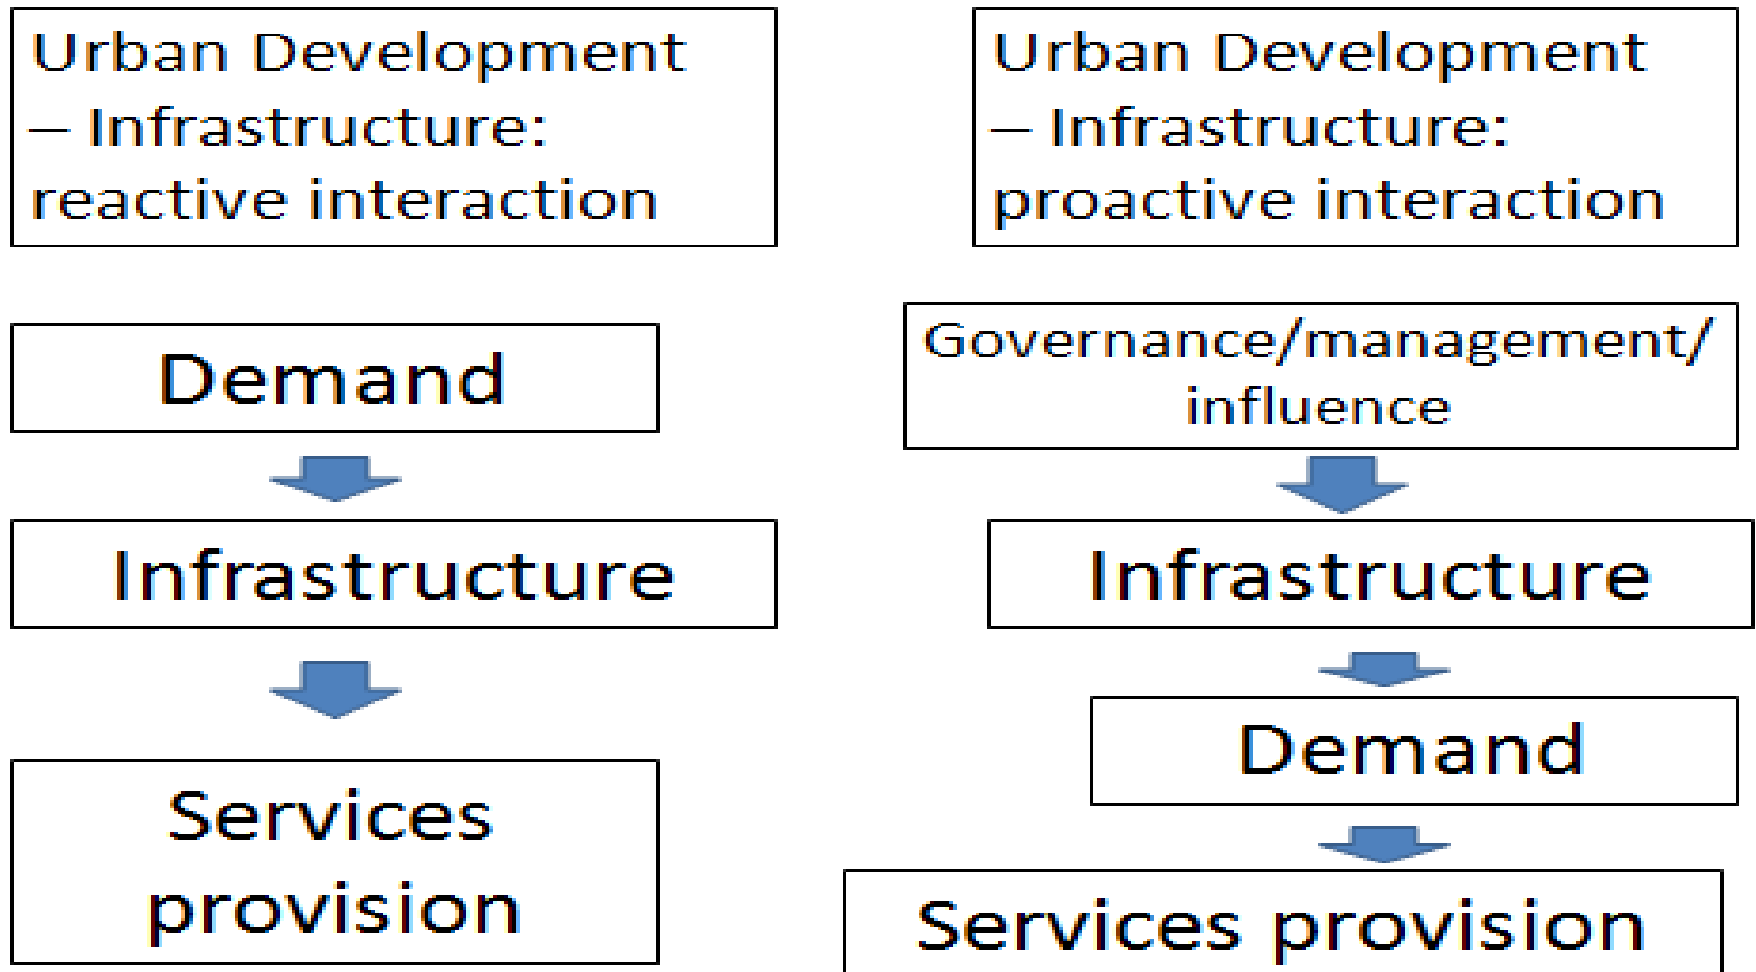 Urban Development
– Infrastructure:
reactive interaction
Demand
Infrastructure
Services
provision
Urban Development
– Infrastructure:
proactive interaction
Governance/management/
influence
Infrastructure
Demand
Services provision